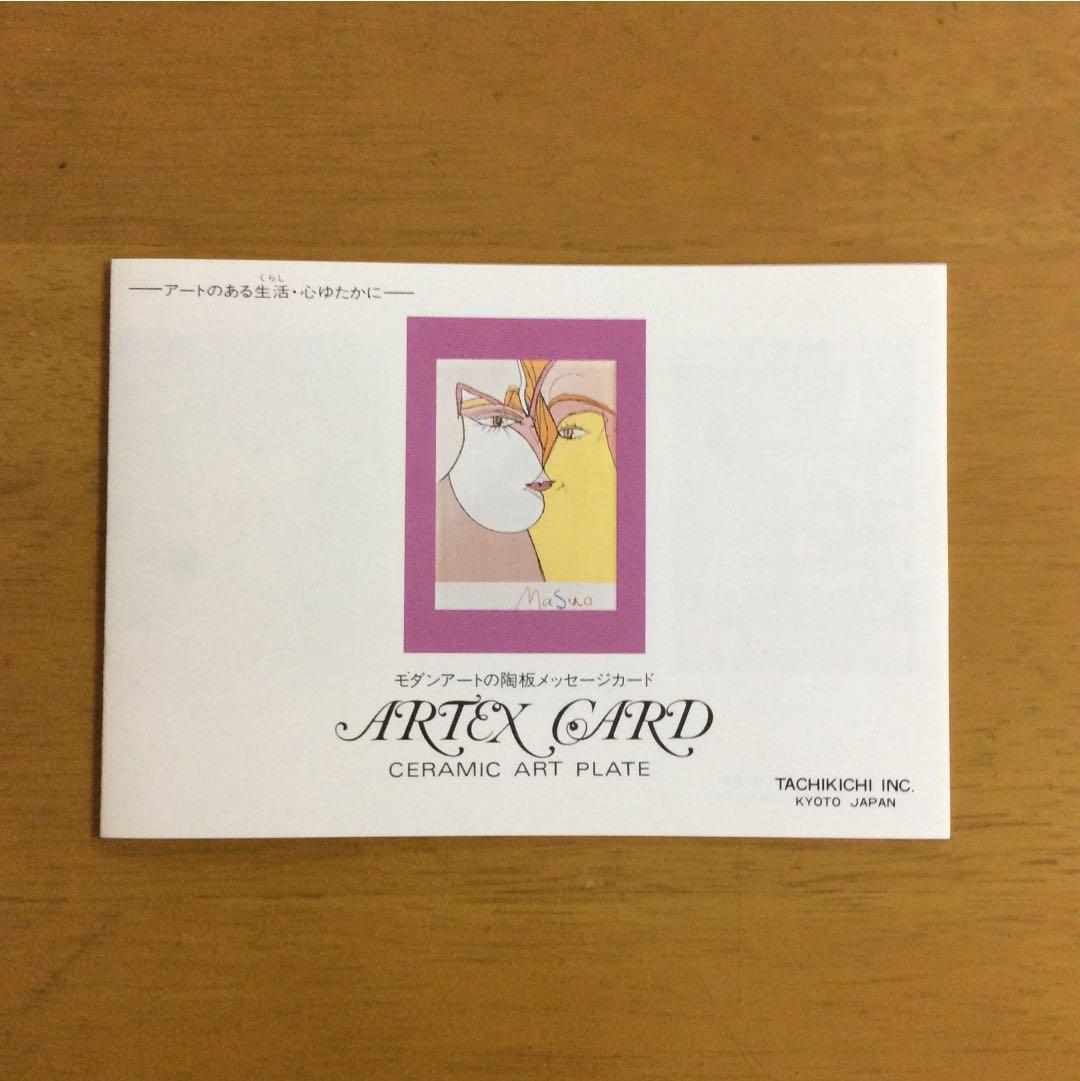 くらし
——アートのある生活・心ゆたかに——
Masuo
モダンアートの陶板メッセージカード
ARTEX CARD
CERAMIC ART PLATE
TACHIKICHI INC.
KYOTO JAPAN